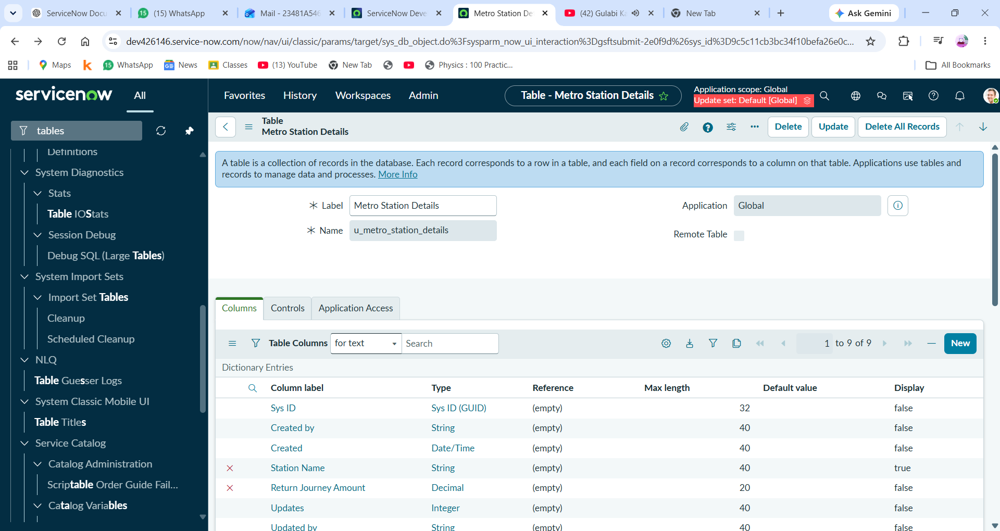 ServiceNow Docu
(15) WhatsApp
Mail - 23481A546
ServiceNow Deve
Metro Station De
(42) Gulabi Ka
New Tab
Ask Gemini
dev426146.service-now.com/now/nav/ui/classic/params/target/sys_db_object.do%3Fsysparm_now_ui_interaction%3Dgsftsubmit-2e0f9d%26sys_id%3D9c5c11cb3bc34f10befa26e0c...
Maps
WhatsApp
News
Classes
(13) YouTube
New Tab
Physics : 100 Practic...
All Bookmarks
servicenow
All
Favorites
History
Workspaces
Admin
Table - Metro Station Details
Application scope: Global
Update set: Default [Global]
tables
Definitions
System Diagnostics
Stats
Table IOStats
Session Debug
Debug SQL (Large Tables)
System Import Sets
Import Set Tables
Cleanup
Scheduled Cleanup
NLQ
Table Guesser Logs
System Classic Mobile UI
Table Titles
Service Catalog
Catalog Administration
Scriptable Order Guide Fail...
Catalog Variables
Table
Metro Station Details
Delete
Update
Delete All Records
A table is a collection of records in the database. Each record corresponds to a row in a table, and each field on a record corresponds to a column on that table. Applications use tables and
records to manage data and processes. More Info
Label Metro Station Details
Application Global
Name u_metro_station_details
Remote Table
Columns
Controls
Application Access
Table Columns
for text
Search
1 to 9 of 9
New
Dictionary Entries
Column label Type Reference Max length Default value Display
Sys ID Sys ID (GUID) (empty) 32 false
Created by String (empty) 40 false
Created Date/Time (empty) 40 false
Station Name String (empty) 40 true
Return Journey Amount Decimal (empty) 20 false
Updates Integer (empty) 40 false
Updated by String (empty) 40 false